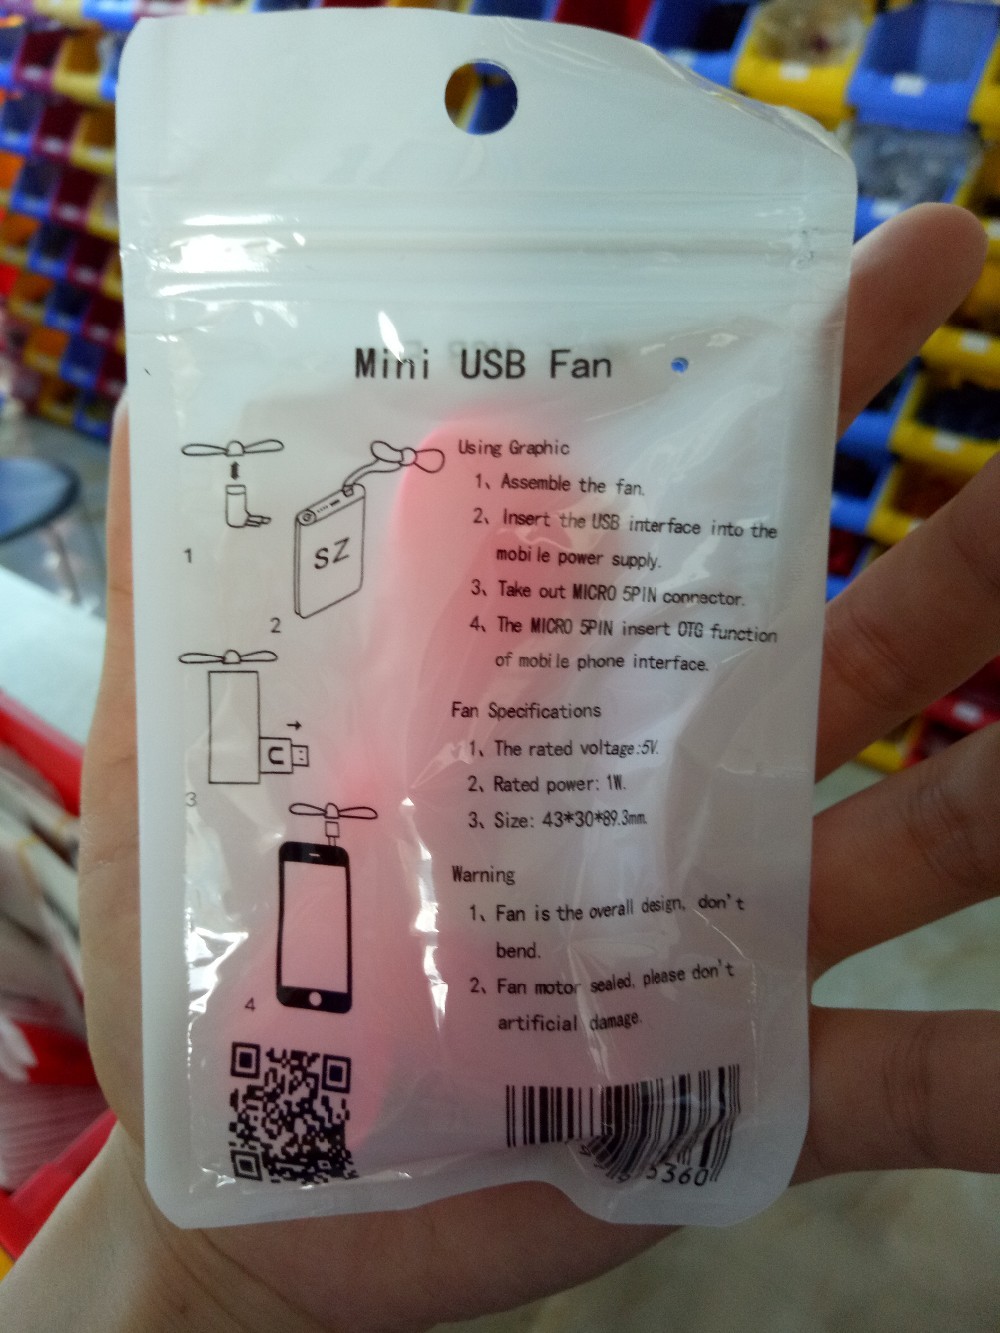 Mini USB Fan
Using Graphic
1、Assemble the fan.
2、Insert the USB interface into the
mobile power supply.
3、Take out MICRO 5PIN connector.
4、The MICRO 5PIN insert OTG function
of mobile phone interface.
SZ
1
2
3
4
Fan Specifications
1、The rated voltage:5V.
2、Rated power: 1W.
3、Size: 43*30*89.3mm.
Warning
1、Fan is the overall design, don't
bend.
2、Fan motor sealed, please don't
artificial damage.